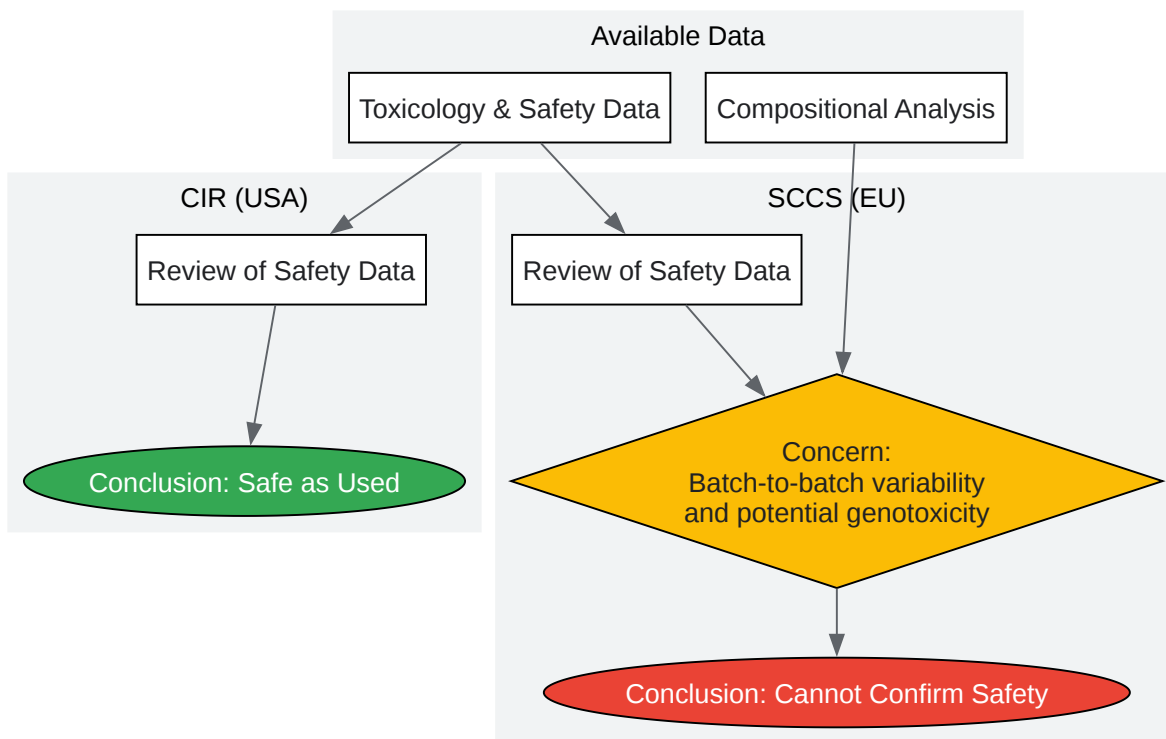 Available Data
Toxicology & Safety Data
Compositional Analysis
CIR (USA)
SCCS (EU)
Review of Safety Data
Review of Safety Data
Conclusion: Safe as Used
Concern:
Batch-to-batch variability
and potential genotoxicity
Conclusion: Cannot Confirm Safety